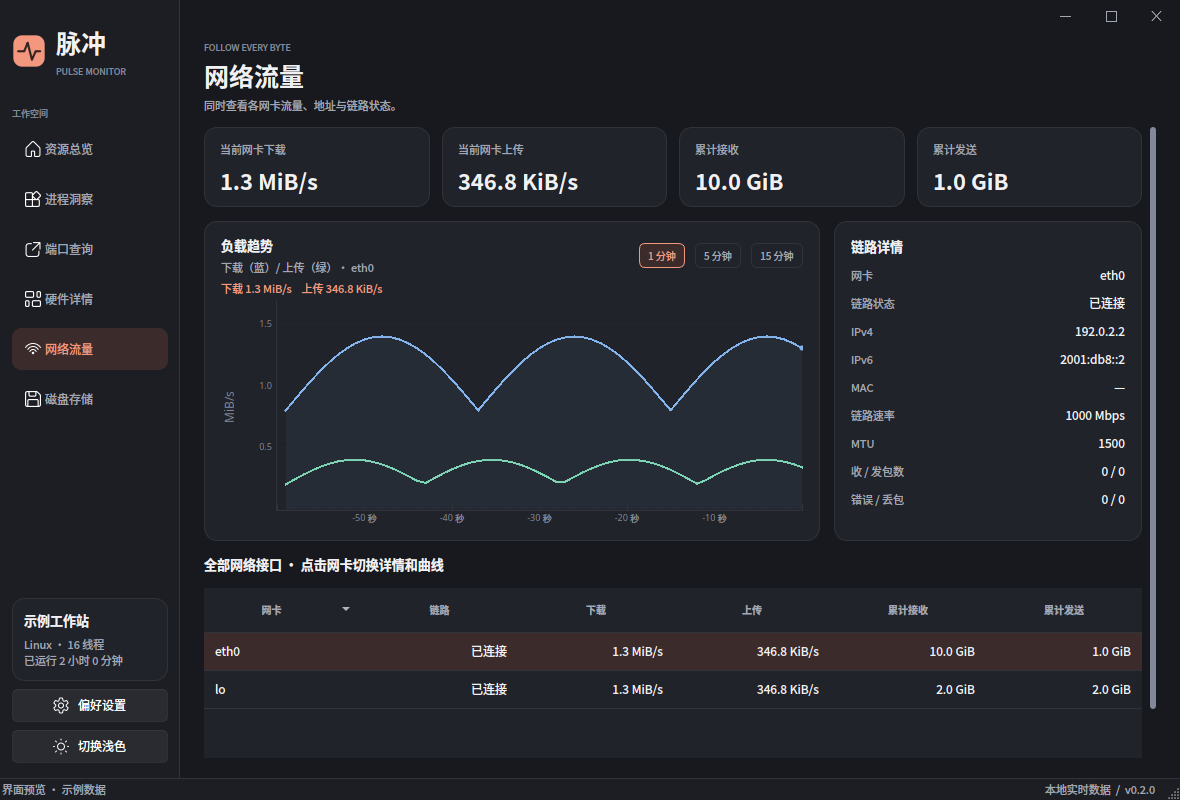 脉冲
PULSE MONITOR
工作空间
资源总览
进程洞察
端口查询
硬件详情
网络流量
磁盘存储
示例工作站
Linux · 16 线程
已运行 2 小时 0 分钟
偏好设置
切换浅色
FOLLOW EVERY BYTE
网络流量
同时查看各网卡流量、地址与链路状态。
当前网卡下载
1.3 MiB/s
当前网卡上传
346.8 KiB/s
累计接收
10.0 GiB
累计发送
1.0 GiB
负载趋势
下载（蓝）/ 上传（绿） · eth0
下载 1.3 MiB/s 上传 346.8 KiB/s
1 分钟
5 分钟
15 分钟
MiB/s
1.5
1.0
0.5
-50 秒
-40 秒
-30 秒
-20 秒
-10 秒
链路详情
网卡 eth0
链路状态 已连接
IPv4 192.0.2.2
IPv6 2001:db8::2
MAC —
链路速率 1000 Mbps
MTU 1500
收 / 发包数 0 / 0
错误 / 丢包 0 / 0
全部网络接口 · 点击网卡切换详情和曲线
网卡 链路 下载 上传 累计接收 累计发送
eth0 已连接 1.3 MiB/s 346.8 KiB/s 10.0 GiB 1.0 GiB
lo 已连接 1.3 MiB/s 346.8 KiB/s 2.0 GiB 2.0 GiB
界面预览 · 示例数据
本地实时数据 / v0.2.0